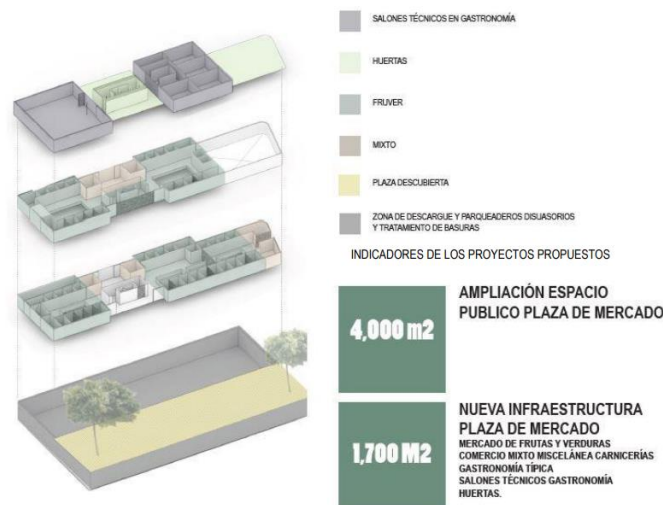 SALONES TÉCNICOS EN GASTRONOMÍA
HUERTAS
FRUVER
MIXTO
PLAZA DESCUBIERTA
ZONA DE DESCARGUE Y PARQUEADEROS DISUASORIOS
Y TRATAMIENTO DE BASURAS
INDICADORES DE LOS PROYECTOS PROPUESTOS
4,000 m2
AMPLIACIÓN ESPACIO
PUBLICO PLAZA DE MERCADO
1,700 M2
NUEVA INFRAESTRUCTURA
PLAZA DE MERCADO
MERCADO DE FRUTAS Y VERDURAS
COMERCIO MIXTO MISCELÁNEA CARNICERÍAS
GASTRONOMÍA TÍPICA
SALONES TÉCNICOS GASTRONOMÍA
HUERTAS.